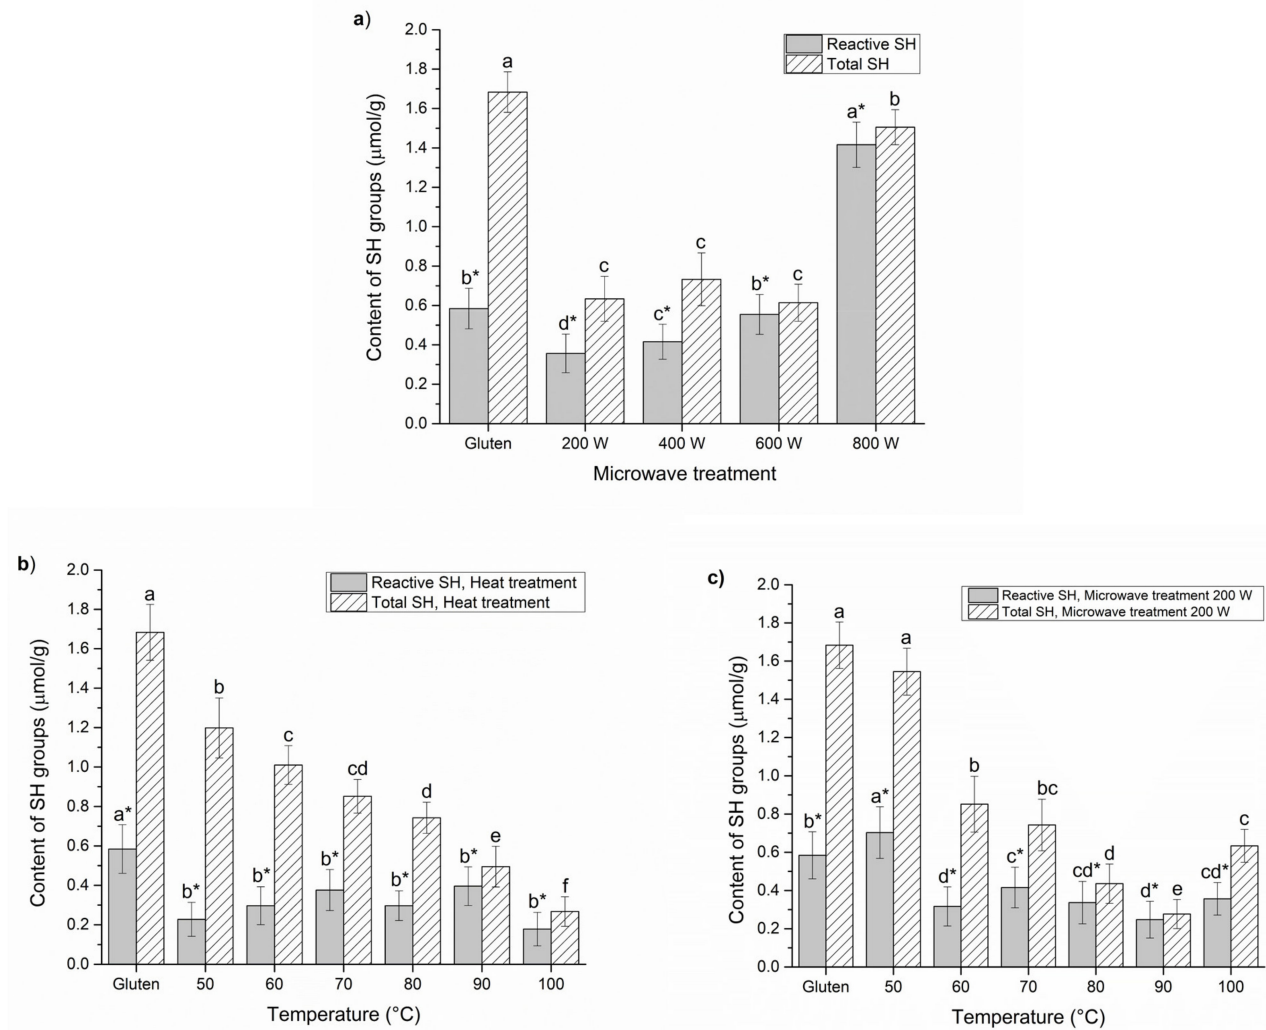 a)
Content of SH groups (μmol/g)
2.0
1.8
1.6
1.4
1.2
1.0
0.8
0.6
0.4
0.2
0.0
Reactive SH
Total SH
b*
a
d*
c
c*
c
b*
c
a*
b
Gluten
200 W
400 W
600 W
800 W
Microwave treatment
b)
Content of SH groups (μmol/g)
2.0
1.8
1.6
1.4
1.2
1.0
0.8
0.6
0.4
0.2
0.0
Reactive SH, Heat treatment
Total SH, Heat treatment
a*
a
b*
b
b*
c
b*
cd
b*
d
b*
e
b*
f
Gluten
50
60
70
80
90
100
Temperature (°C)
c)
Content of SH groups (μmol/g)
2.0
1.8
1.6
1.4
1.2
1.0
0.8
0.6
0.4
0.2
0.0
Reactive SH, Microwave treatment 200 W
Total SH, Microwave treatment 200 W
b*
a
a*
a
d*
b
c*
bc
cd*
d
d*
e
cd*
c
Gluten
50
60
70
80
90
100
Temperature (°C)